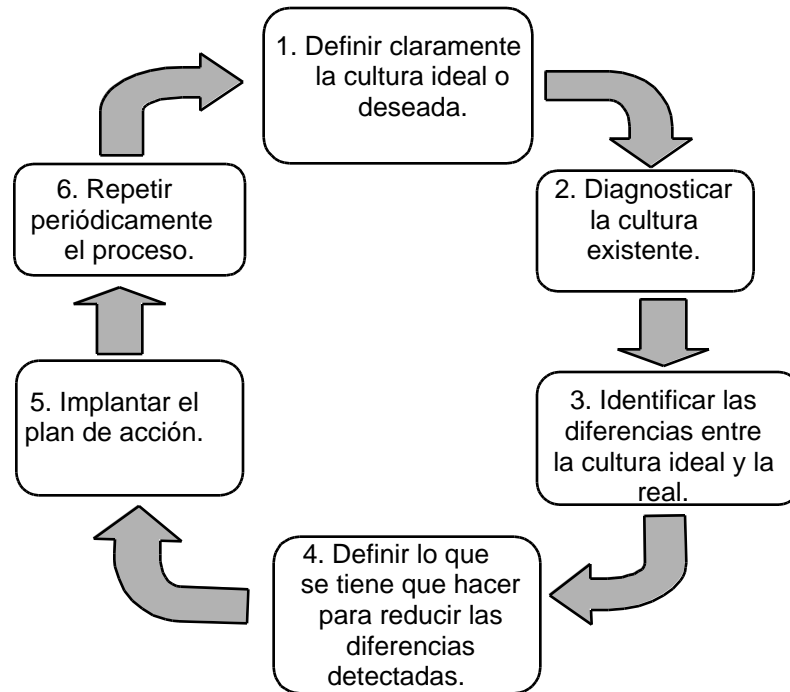 1. Definir claramente
la cultura ideal o
deseada.
2. Diagnosticar
la cultura
existente.
3. Identificar las
diferencias entre
la cultura ideal y la
real.
4. Definir lo que
se tiene que hacer
para reducir las
diferencias
detectadas.
5. Implantar el
plan de acción.
6. Repetir
periódicamente
el proceso.